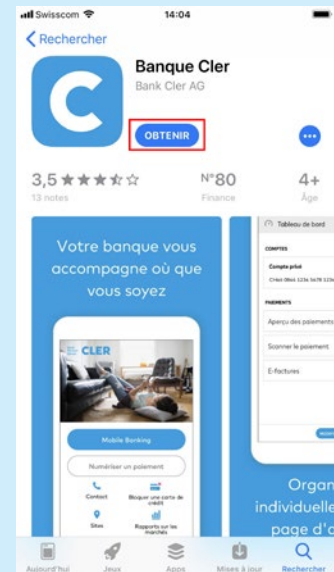 Swisscom
14:04
Rechercher
C
Banque Cler
Bank Cler AG
OBTENIR
3,5
N°80
4+
13 notes
Finance
Âge
Votre banque vous
accompagne où que
vous soyez
CLER
Mobile Banking
Numériser un paiement
Contact
Bloquer une carte de
crédit
Sites
Rapports sur les
marchés
Tableau de bord
COMPTES
Compte privé
PAIEMENTS
Aperçu des paiements
Scanner le paiement
E-Factures
Organ
individuelle
page d'a
Aujourd'hui
Jeux
Apps
Mises à jour
Rechercher